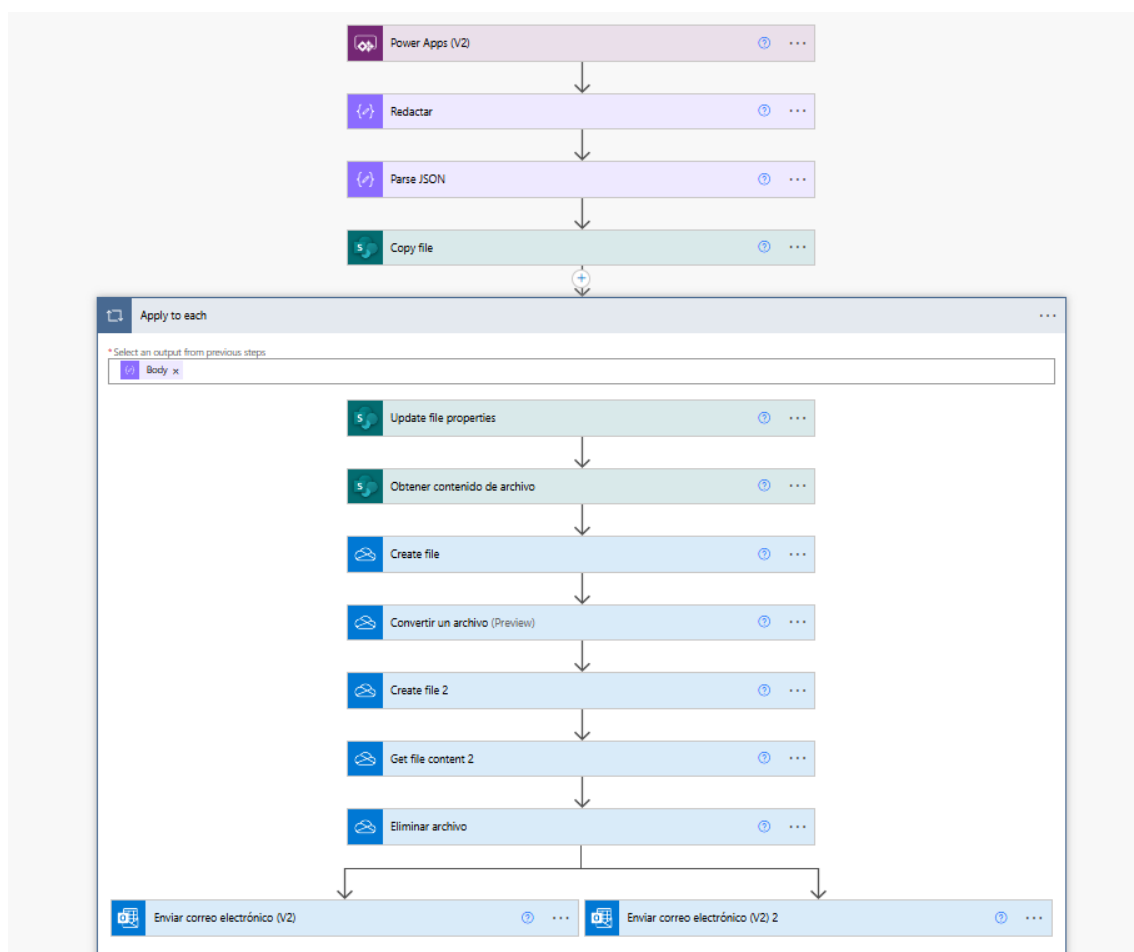 Power Apps (V2)
Redactar
Parse JSON
Copy file
Apply to each
* Select an output from previous steps
Body x
Update file properties
Obtener contenido de archivo
Create file
Convertir un archivo (Preview)
Create file 2
Get file content 2
Eliminar archivo
Enviar correo electrónico (V2)
Enviar correo electrónico (V2) 2